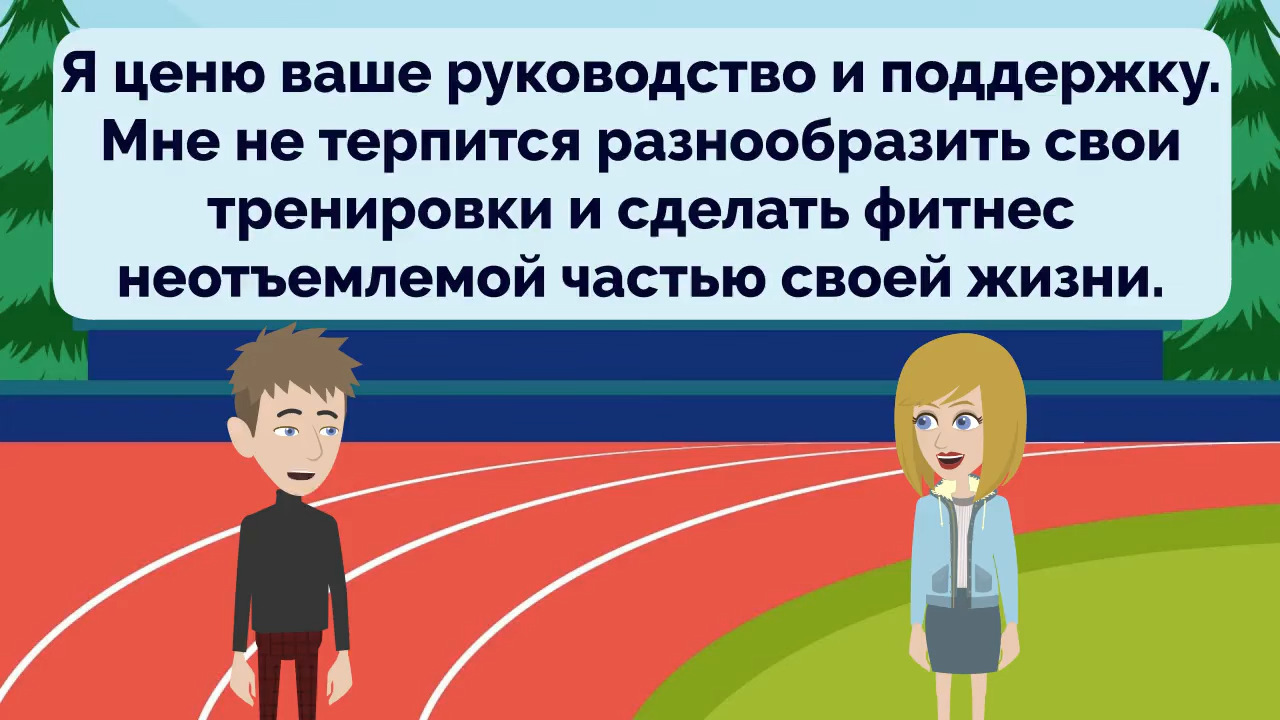 Я ценю ваше руководство и поддержку.
Мне не терпится разнообразить свои
тренировки и сделать фитнес
неотъемлемой частью своей жизни.